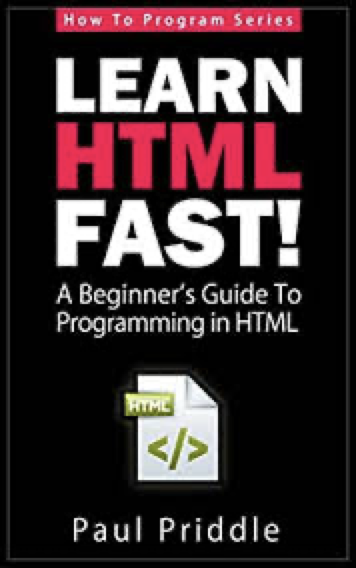 How To Program Series
LEARN
HTML
FAST!
A Beginner's Guide To
Programming in HTML
HTML
</>
Paul Priddle